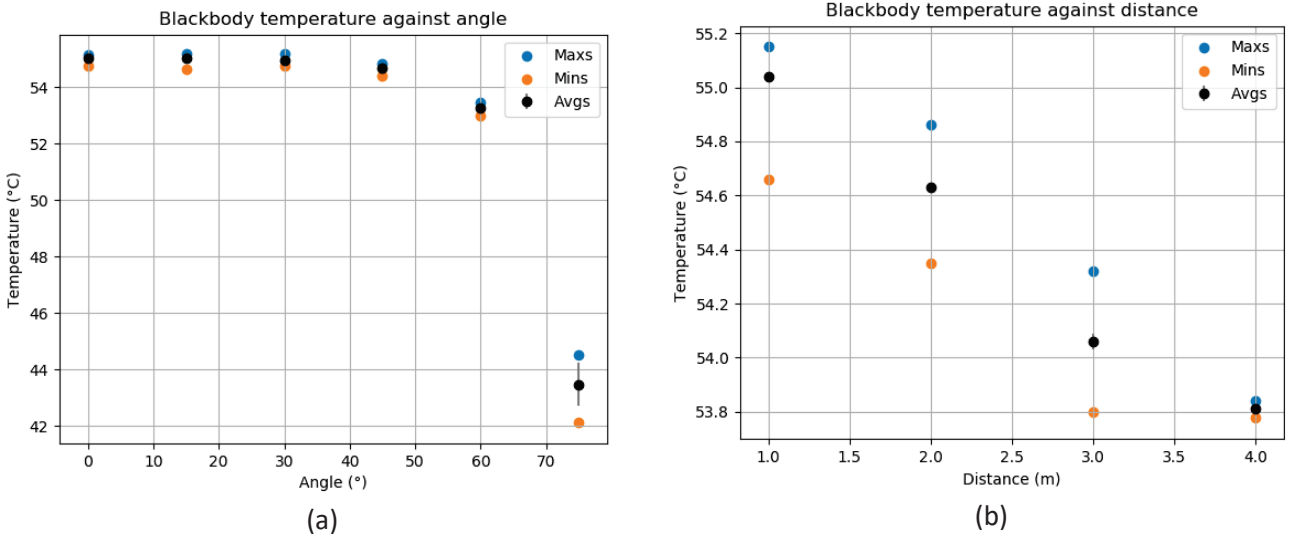 Blackbody temperature against angle
Temperature (°C)
54
52
50
48
46
44
42
Maxs
Mins
Avgs
0 10 20 30 40 50 60 70
Angle (°)
(a)
Blackbody temperature against distance
Temperature (°C)
55.2
55.0
54.8
54.6
54.4
54.2
54.0
53.8
Maxs
Mins
Avgs
1.0 1.5 2.0 2.5 3.0 3.5 4.0
Distance (m)
(b)